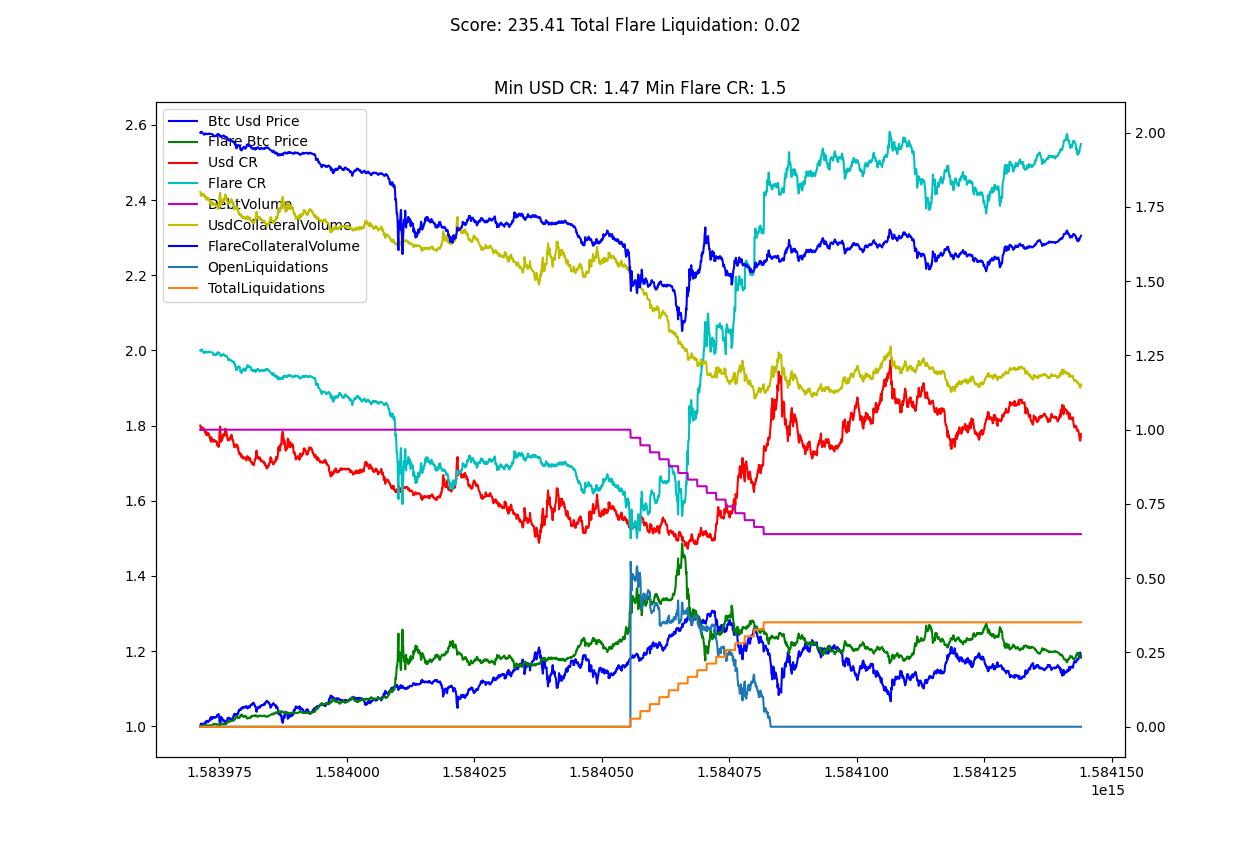 Score: 235.41 Total Flare Liquidation: 0.02
Min USD CR: 1.47 Min Flare CR: 1.5
Btc Usd Price
Flare Btc Price
Usd CR
Flare CR
DebtVolume
UsdCollateralVolume
FlareCollateralVolume
OpenLiquidations
TotalLiquidations
2.6
2.4
2.2
2.0
1.8
1.6
1.4
1.2
1.0
2.00
1.75
1.50
1.25
1.00
0.75
0.50
0.25
0.00
1.583975 1.584000 1.584025 1.584050 1.584075 1.584100 1.584125 1.584150
1e15